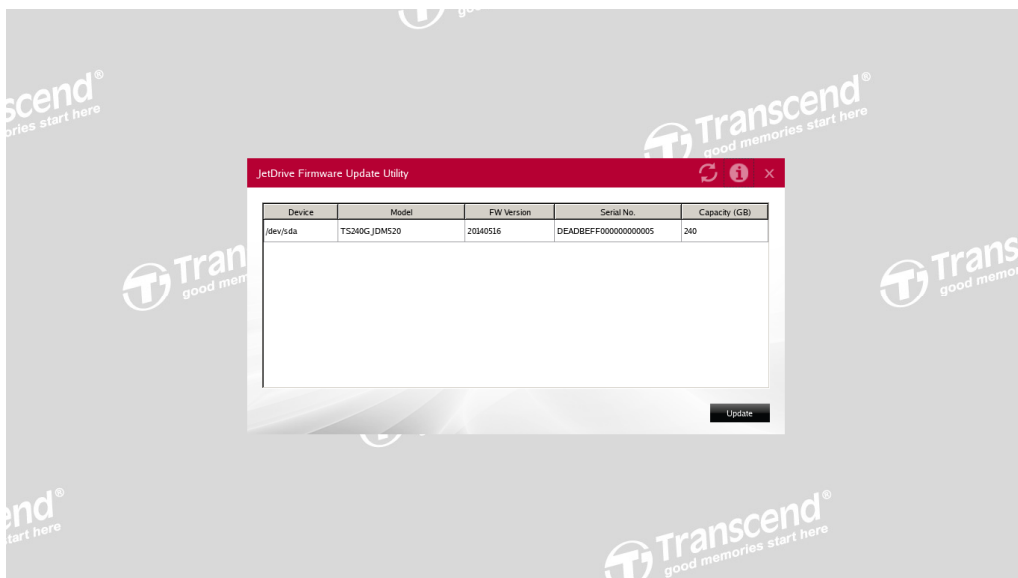 good
scend®
ories start here
Transcend®
good memories start here
JetDrive Firmware Update Utility
Device Model FW Version Serial No. Capacity (GB)
/dev/sda TS240GJDM520 20140516 DEADBEFF000000000005 240
Tran
good mem
Trans
good memor
Update
end®
tart here
Transcend®
good memories start here